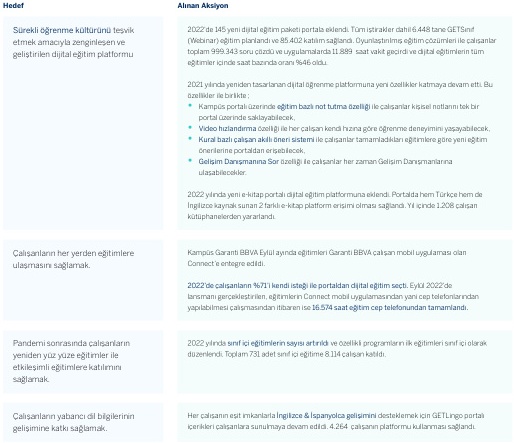 Hedef
Alınan Aksiyon
Sürekli öğrenme kültürünü teşvik
etmek amacıyla zenginleşen ve
geliştirilen dijital eğitim platformu
2022'de 145 yeni dijital eğitim paketi portala eklendi. Tüm iştirakler dahil 6.448 tane GETSınıf
(Webinar) eğitim planlandı ve 85.402 katılım sağlandı. Oyunlaştırılmış eğitim çözümleri ile çalışanlar
toplam 999.343 soru çözdü ve uygulamalarda 11.889 saat vakit geçirdi ve dijital eğitimlerin tüm
eğitimler içinde saat bazında oranı %46 oldu.
2021 yılında yeniden tasarlanan dijital öğrenme platformuna yeni özellikler katmaya devam etti. Bu
özellikler ile birlikte ;
Kampüs portali üzerinde eğitim bazlı not tutma özelliği ile çalışanlar kişisel notlarını tek bir
portal üzerinde saklayabilecek,
Video hızlandırma özelliği ile her çalışan kendi hızına göre öğrenme deneyimini yaşayabilecek,
Kural bazlı çalışan akıllı öneri sistemi ile çalışanlar tamamladıkları eğitimlere göre yeni eğitim
önerilerine portaldan erişebilecek,
Gelişim Danışmanına Sor özelliği ile çalışanlar her zaman Gelişim Danışmanlarına
ulaşabilecekler.
2022 yılında yeni e-kitap portalı dijital eğitim platformuna eklendi. Portalda hem Türkçe hem de
İngilizce kaynak sunan 2 farklı e-kitap platform erişimi olması sağlandı. Yıl içinde 1.208 çalışan
kütüphanelerden yararlandı.
Çalışanların her yerden eğitimlere
ulaşmasını sağlamak.
Kampüs Garanti BBVA Eylül ayında eğitimleri Garanti BBVA çalışan mobil uygulaması olan
Connect'e entegre edildi.
2022'de çalışanların %71'i kendi isteği ile portaldan dijital eğitim seçti. Eylül 2022'de
lansmanı gerçekleştirilen, eğitimlerin Connect mobil uygulamasından yani cep telefonlarından
yapılabilmesi çalışmasından itibaren ise 16.574 saat eğitim cep telefonundan tamamlandı.
Pandemi sonrasında çalışanların
yeniden yüz yüze eğitimler ile
etkileşimli eğitimlere katılımını
sağlamak.
2022 yılında sınıf içi eğitimlerin sayısı artırıldı ve özellikli programların ilk eğitimleri sınıf içi olarak
düzenlendi. Toplam 731 adet sınıf içi eğitime 8.114 çalışan katıldı.
Çalışanların yabancı dil bilgilerinin
gelişimine katkı sağlamak.
Her çalışanın eşit imkanlarla İngilizce & İspanyolca gelişimini desteklemek için GETLingo portali
içerikleri çalışanlara sunulmaya devam edildi. 4.264 çalışanın platformu kullanması sağlandı.